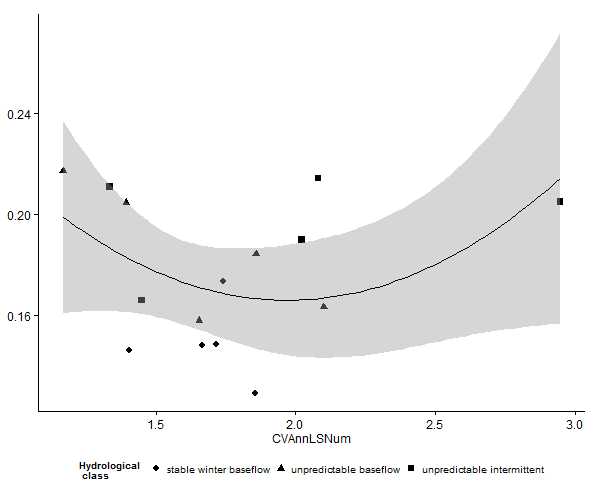 0.24
0.20
0.16
1.5 2.0 2.5 3.0
CVAnnLSNum
Hydrological class stable winter baseflow unpredictable baseflow unpredictable intermittent